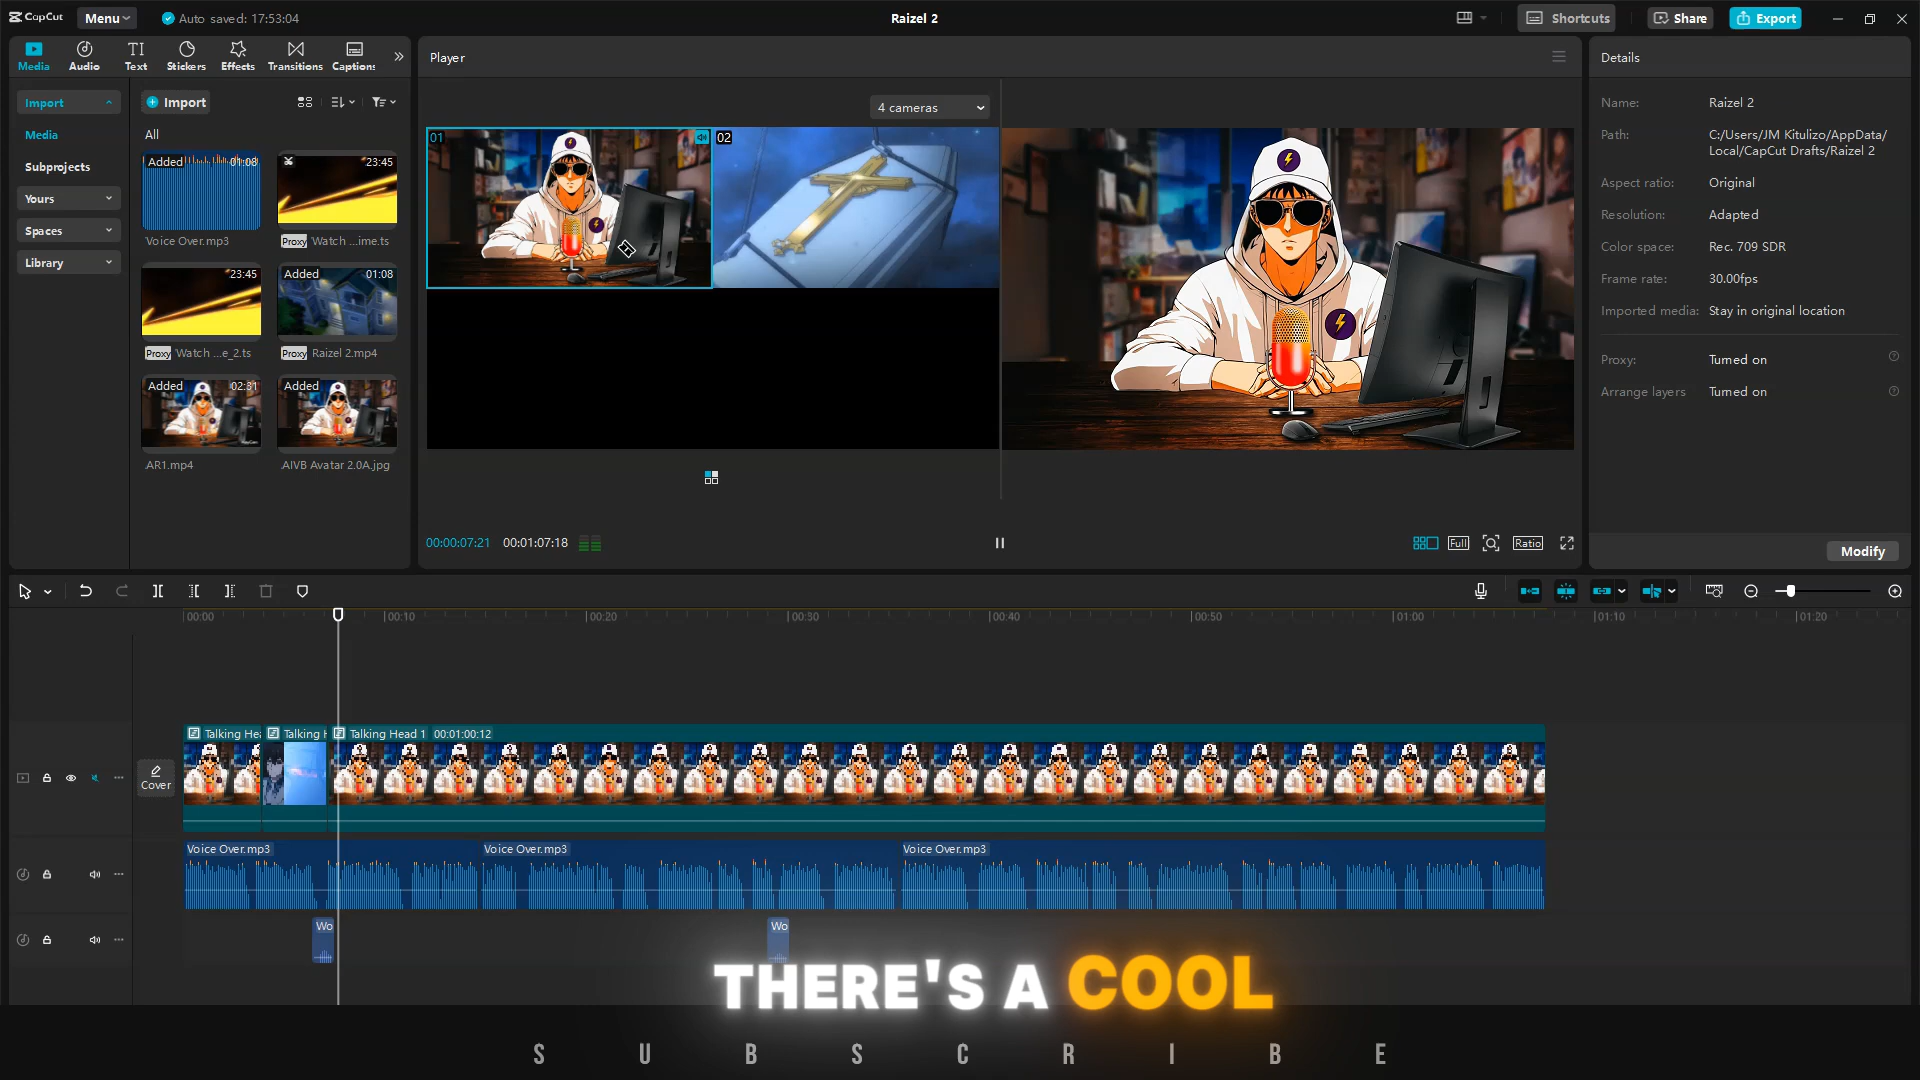 CapCut
Menu
Auto saved: 17:53:04
Raizel 2
Shortcuts
Share
Export
Media
Audio
Text
Stickers
Effects
Transitions
Captions
Import
Media
Subprojects
Yours
Spaces
Library
Import
All
Added 01:08
Voice Over.mp3
23:45
Proxy Watch ...ime.ts
23:45
Proxy Watch ...e_2.ts
Added 01:08
Proxy Raizel 2.mp4
Added 02:31
AR1.mp4
Added
AIVB Avatar 2.0A.jpg
Player
4 cameras
01
02
00:00:07:21 00:01:07:18
Full
Ratio
Details
Name: Raizel 2
Path: C:/Users/JM Kitulizo/AppData/
Local/CapCut Drafts/Raizel 2
Aspect ratio: Original
Resolution: Adapted
Color space: Rec. 709 SDR
Frame rate: 30.00fps
Imported media: Stay in original location
Proxy: Turned on
Arrange layers Turned on
Modify
00:00 00:10 00:20 00:30 00:40 00:50 01:00 01:10 01:20
Talking Hea Talking H Talking Head 1 00:01:00:12
Cover
Voice Over.mp3 Voice Over.mp3 Voice Over.mp3
Wo Wo
THERE'S A COOL
SUBSCRIBE